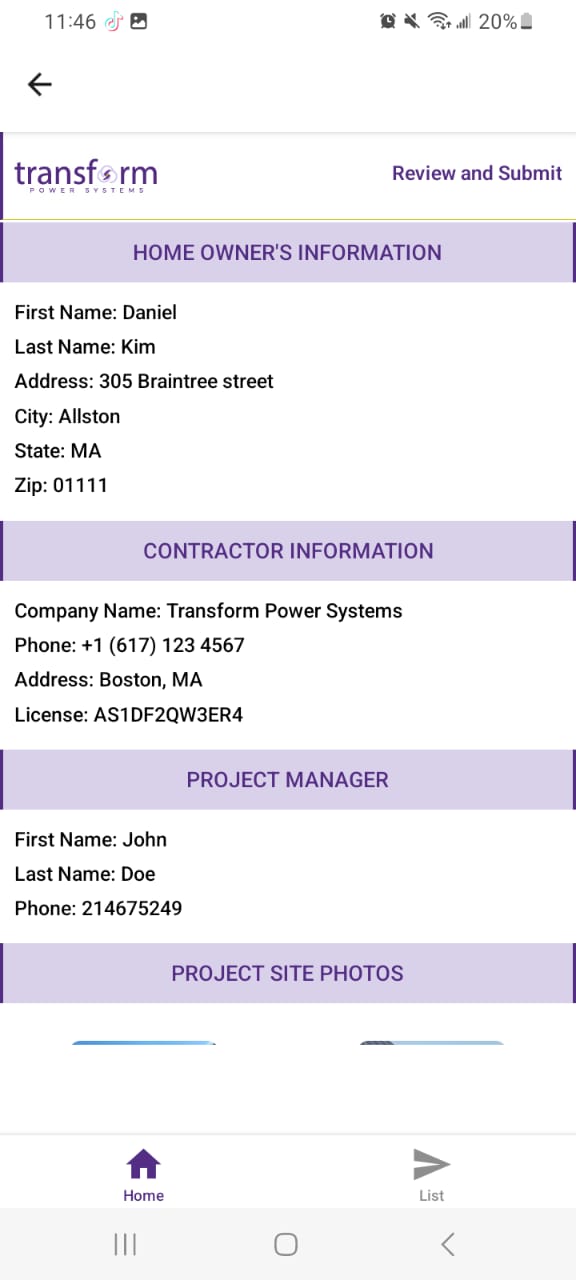 11:46
20%
transform
POWER SYSTEMS
Review and Submit
HOME OWNER'S INFORMATION
First Name: Daniel
Last Name: Kim
Address: 305 Braintree street
City: Allston
State: MA
Zip: 01111
CONTRACTOR INFORMATION
Company Name: Transform Power Systems
Phone: +1 (617) 123 4567
Address: Boston, MA
License: AS1DF2QW3ER4
PROJECT MANAGER
First Name: John
Last Name: Doe
Phone: 214675249
PROJECT SITE PHOTOS
Home
List